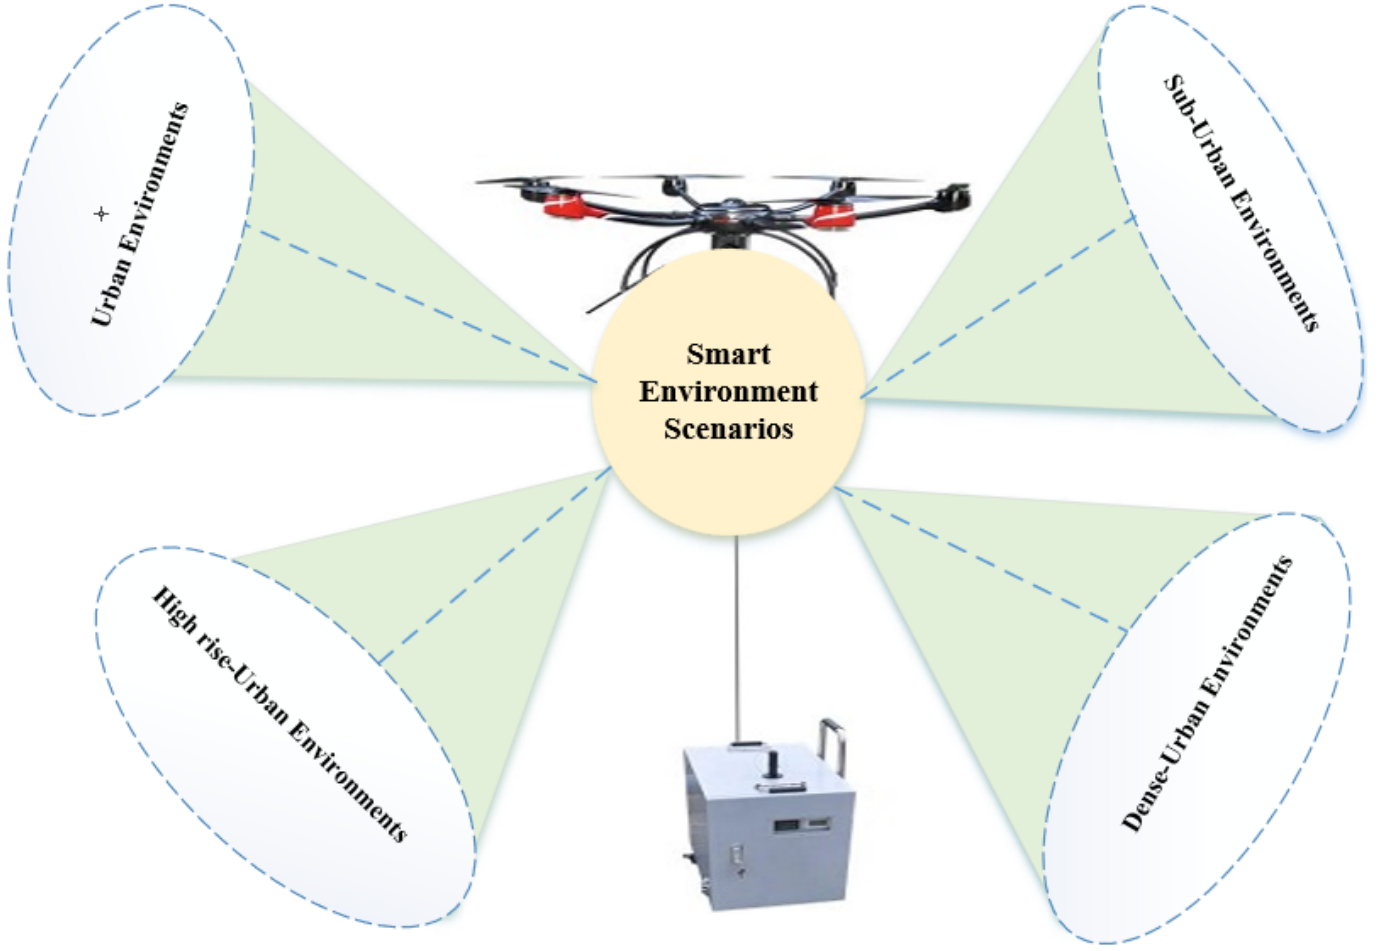 Urban Environments
Sub-Urban Environments
Smart
Environment
Scenarios
High rise-Urban Environments
Dense-Urban Environments